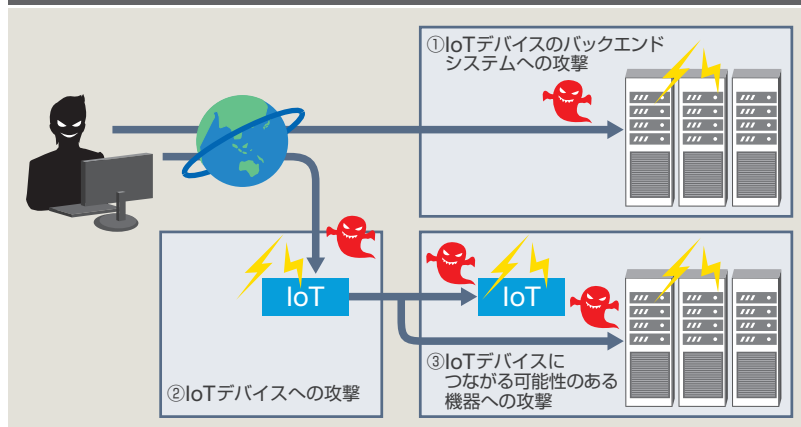 ①IoTデバイスのバックエンド
システムへの攻撃
IoT
IoT
②IoTデバイスへの攻撃
③IoTデバイスに
つながる可能性のある
機器への攻撃